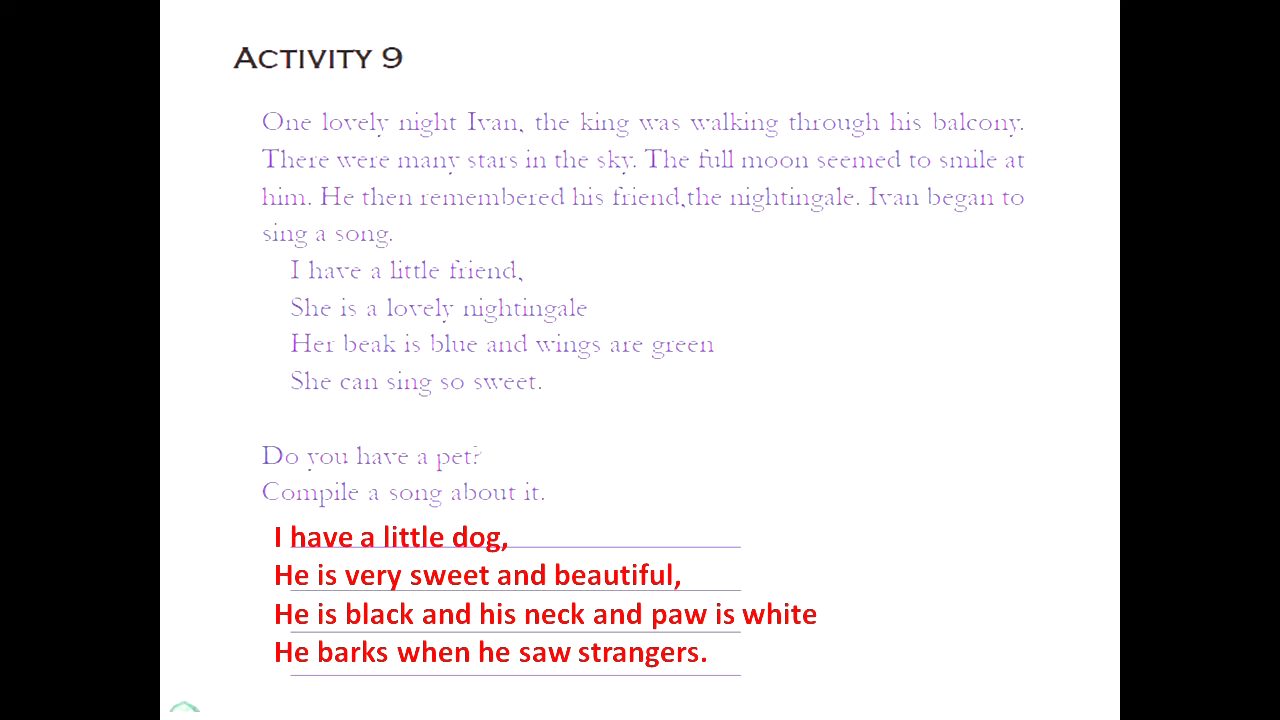 ACTIVITY 9
One lovely night Ivan, the king was walking through his balcony.
There were many stars in the sky. The full moon seemed to smile at
him. He then remembered his friend,the nightingale. Ivan began to
sing a song.
I have a little friend,
She is a lovely nightingale
Her beak is blue and wings are green
She can sing so sweet.
Do you have a pet?
Compile a song about it.
I have a little dog,
He is very sweet and beautiful,
He is black and his neck and paw is white
He barks when he saw strangers.